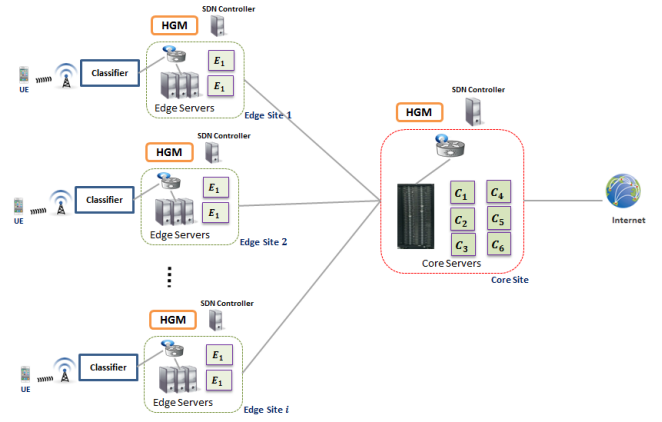 SDN Controller
HGM
Classifier
UE
E1
E1
Edge Servers
Edge Site 1
SDN Controller
HGM
Classifier
UE
E1
E1
Edge Servers
Edge Site 2
SDN Controller
HGM
Classifier
UE
E1
E1
Edge Servers
Edge Site i
SDN Controller
HGM
C1 C4
C2 C5
C3 C6
Core Servers
Core Site
Internet